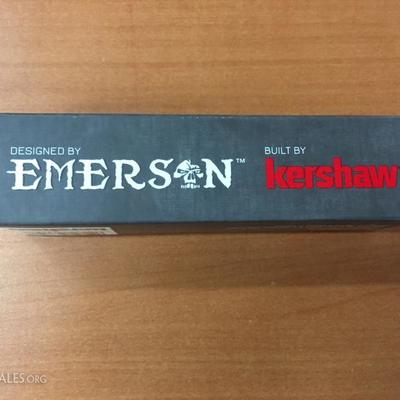 DESIGNED BY
EMERSON™
BUILT BY
kershaw
ALES.ORG